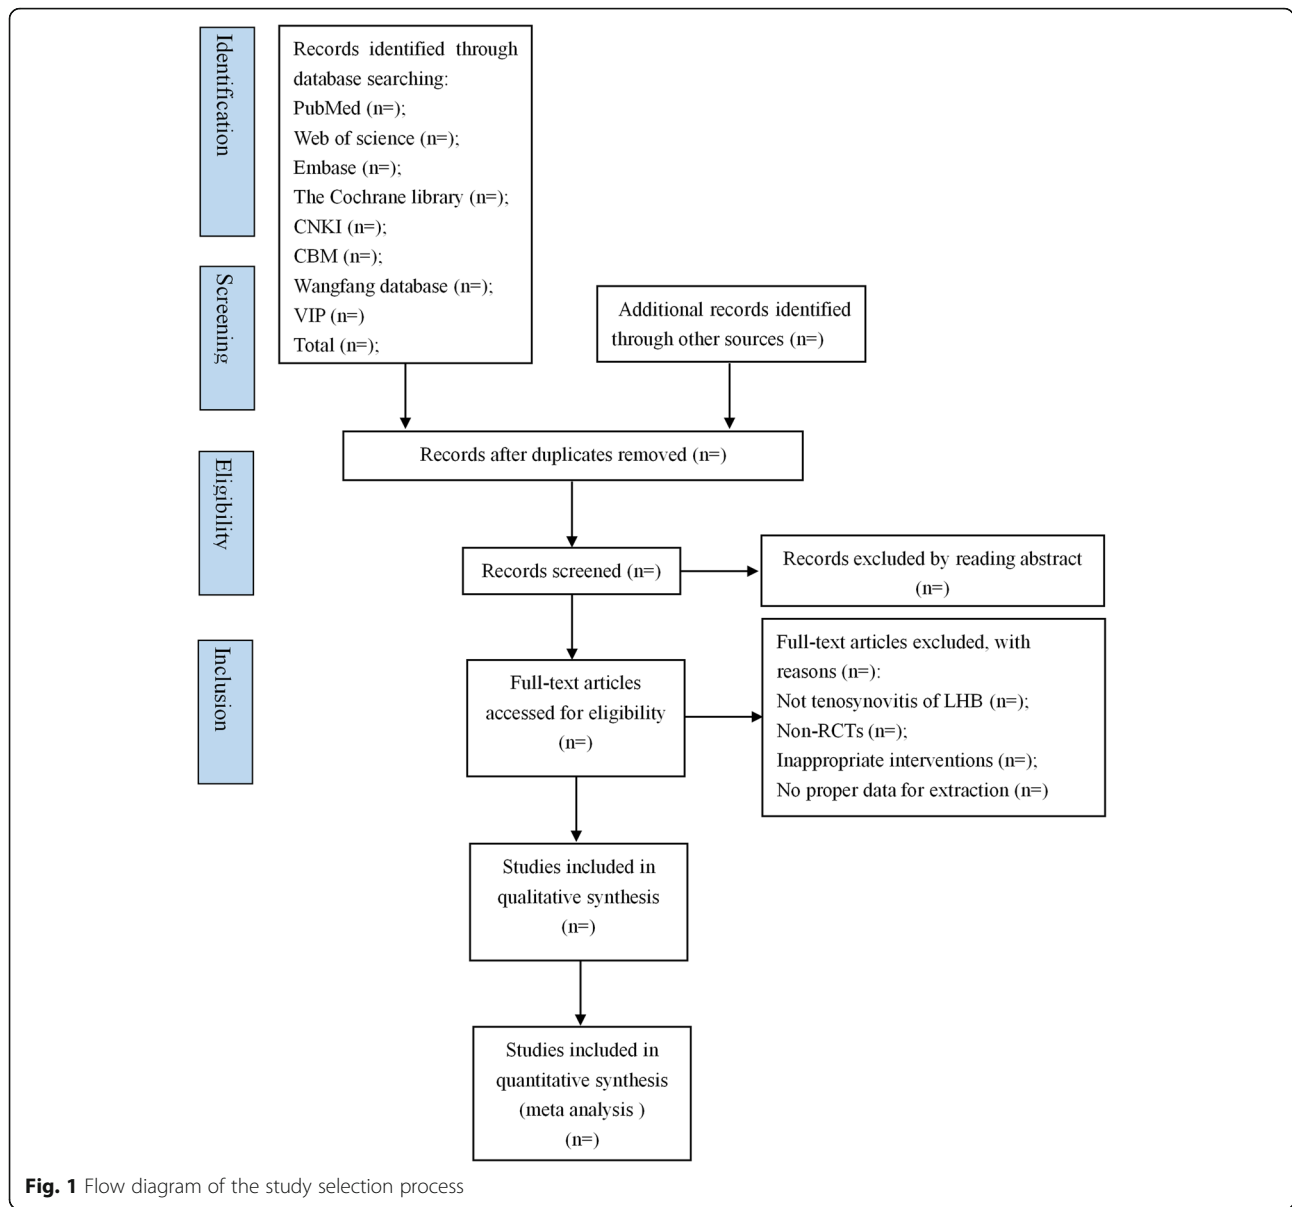 Identification
Records identified through
database searching:
PubMed (n=);
Web of science (n=);
Embase (n=);
The Cochrane library (n=);
CNKI (n=);
CBM (n=);
Wangfang database (n=);
VIP (n=)
Total (n=);
Screening
Additional records identified
through other sources (n=)
Records after duplicates removed (n=)
Eligibility
Records screened (n=)
Records excluded by reading abstract
(n=)
Inclusion
Full-text articles
accessed for eligibility
(n=)
Full-text articles excluded, with
reasons (n=):
Not tenosynovitis of LHB (n=);
Non-RCTs (n=);
Inappropriate interventions (n=);
No proper data for extraction (n=)
Studies included in
qualitative synthesis
(n=)
Studies included in
quantitative synthesis
(meta analysis )
(n=)
Fig. 1 Flow diagram of the study selection process